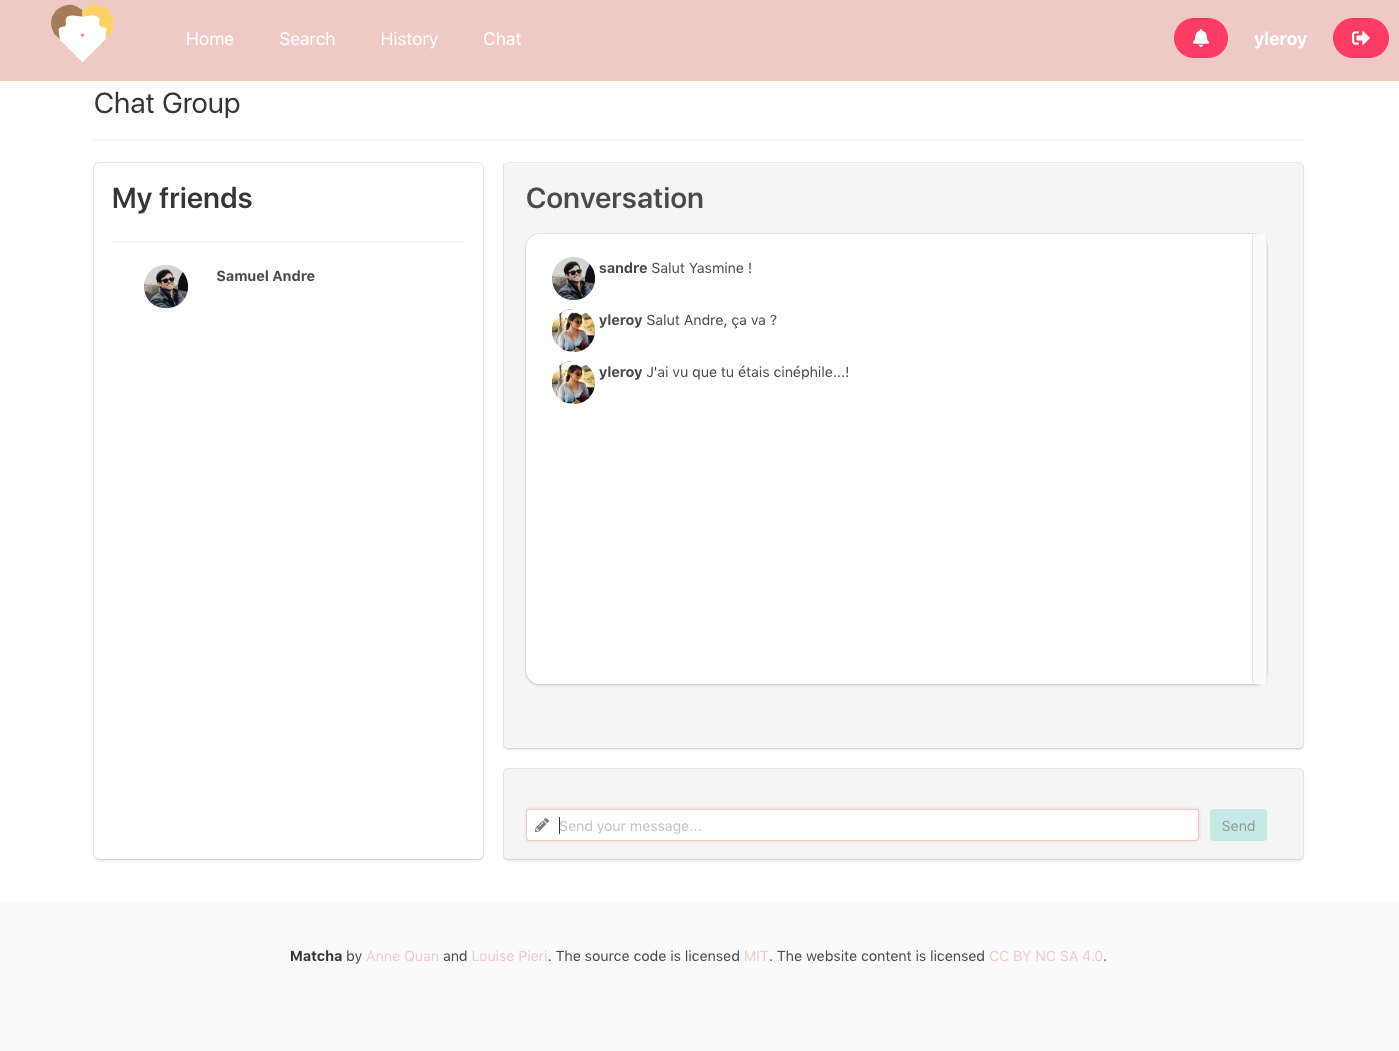 Home Search History Chat yleroy
Chat Group
My friends
Samuel Andre
Conversation
sandre Salut Yasmine !
yleroy Salut Andre, ça va ?
yleroy J'ai vu que tu étais cinéphile...!
Send your message...
Send
Matcha by Anne Quan and Louise Pieri. The source code is licensed MIT. The website content is licensed CC BY NC SA 4.0.